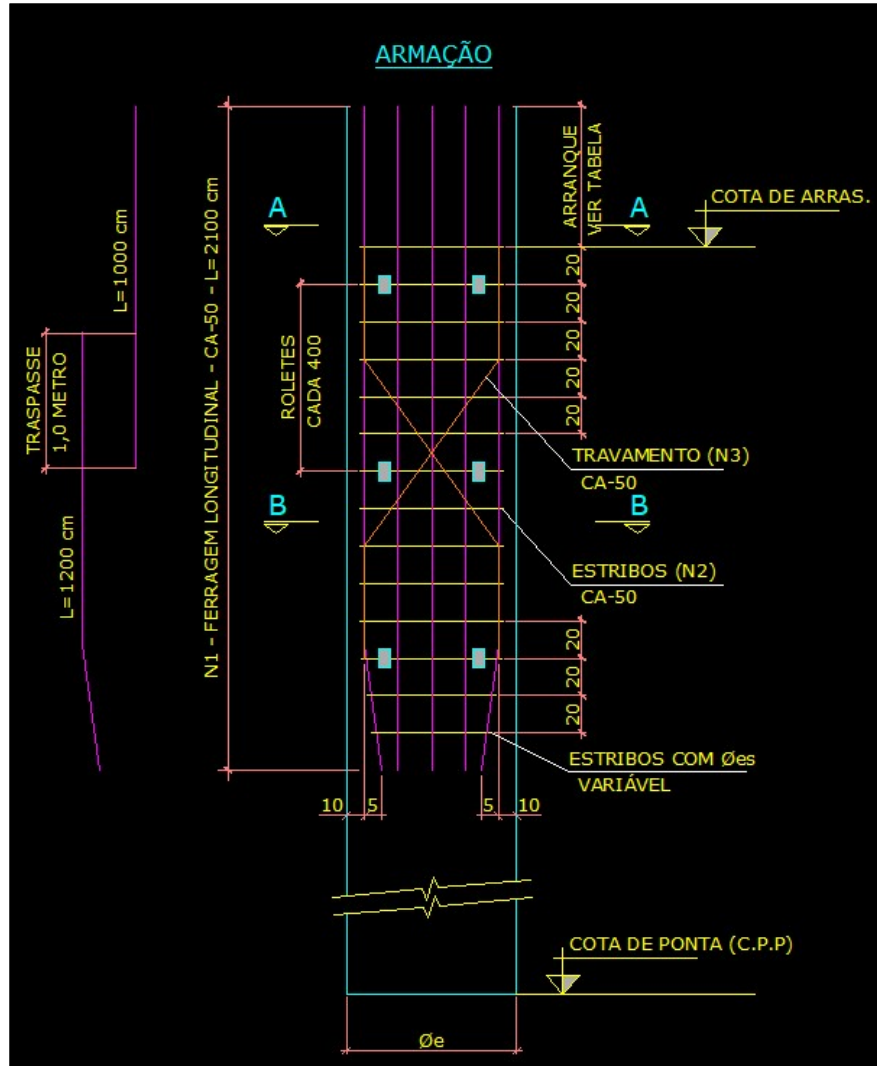 ARMAÇÃO
ARRANQUE
VER TABELA
A
A
COTA DE ARRAS.
L=1000 cm
N1 - FERRAGEM LONGITUDINAL - CA-50 - L= 2100 cm
20
20
20
20
20
ROLETES
CADA 400
TRASPASSE
1,0 METRO
TRAVAMENTO (N3)
CA-50
B
B
L=1200 cm
ESTRIBOS (N2)
CA-50
20
20
20
ESTRIBOS COM Øes
VARIÁVEL
10
5
5
10
COTA DE PONTA (C.P.P)
Øe